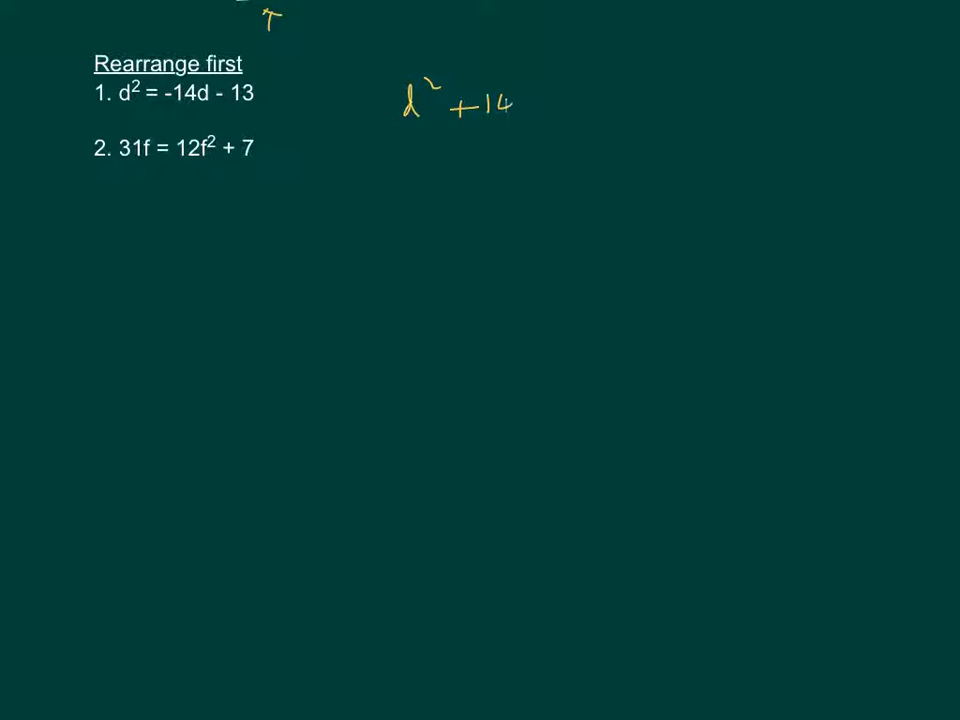 Rearrange first
1. d² = -14d - 13
d² + 14
2. 31f = 12f² + 7